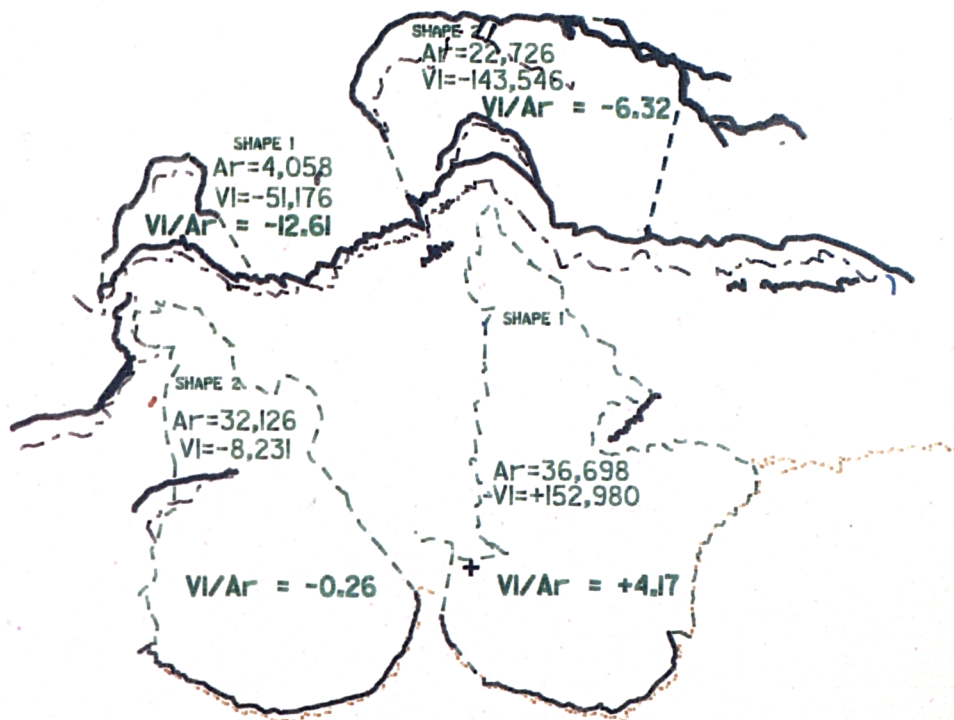 SHAPE 2
Ar=22,726
Vl=-143,546
Vl/Ar = -6.32
SHAPE 1
Ar=4,058
Vl=-51,176
Vl/Ar = -12.61
SHAPE 1
SHAPE 2
Ar=32,126
Vl=-8,231
Ar=36,698
Vl=+152,980
Vl/Ar = -0.26
Vl/Ar = +4.17